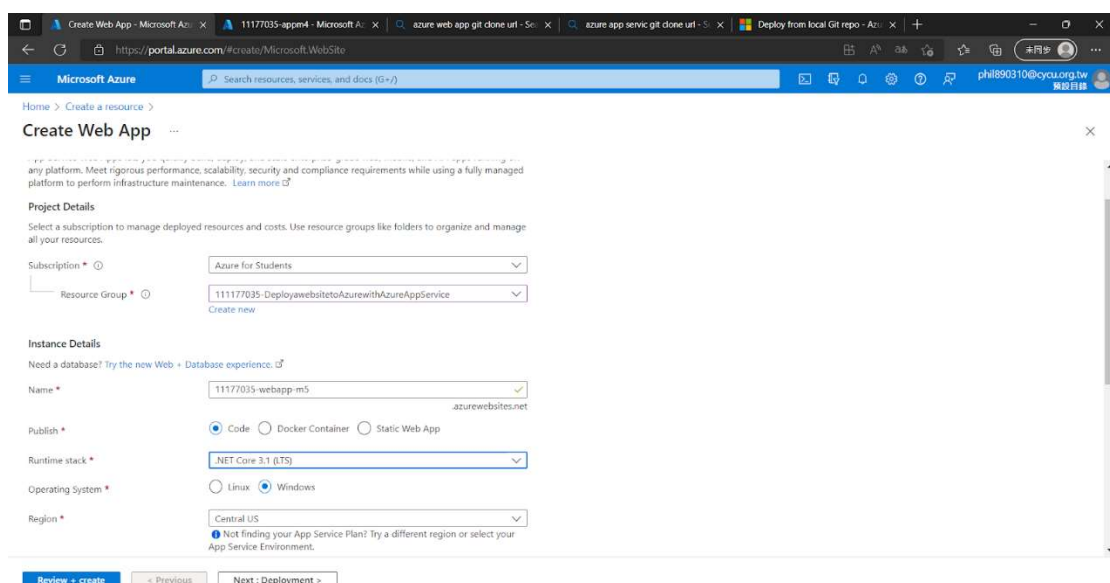 Create Web App - Microsoft Azu
11177035-appm4 - Microsoft Az
azure web app git clone url - Sea
azure app servic git clone url - S
Deploy from local Git repo - Azu
https://portal.azure.com/#create/Microsoft.WebSite
未同步
Microsoft Azure
Search resources, services, and docs (G+/)
phil890310@cycu.org.tw
預設目錄
Home > Create a resource >
Create Web App ...
any platform. Meet rigorous performance, scalability, security and compliance requirements while using a fully managed
platform to perform infrastructure maintenance. Learn more
Project Details
Select a subscription to manage deployed resources and costs. Use resource groups like folders to organize and manage
all your resources.
Subscription * Azure for Students
Resource Group * 111177035-DeployawebsitetoAzurewithAzureAppService
Create new
Instance Details
Need a database? Try the new Web + Database experience.
Name * 11177035-webapp-m5
.azurewebsites.net
Publish * Code Docker Container Static Web App
Runtime stack * .NET Core 3.1 (LTS)
Operating System * Linux Windows
Region * Central US
Not finding your App Service Plan? Try a different region or select your
App Service Environment.
Review + create < Previous Next : Deployment >